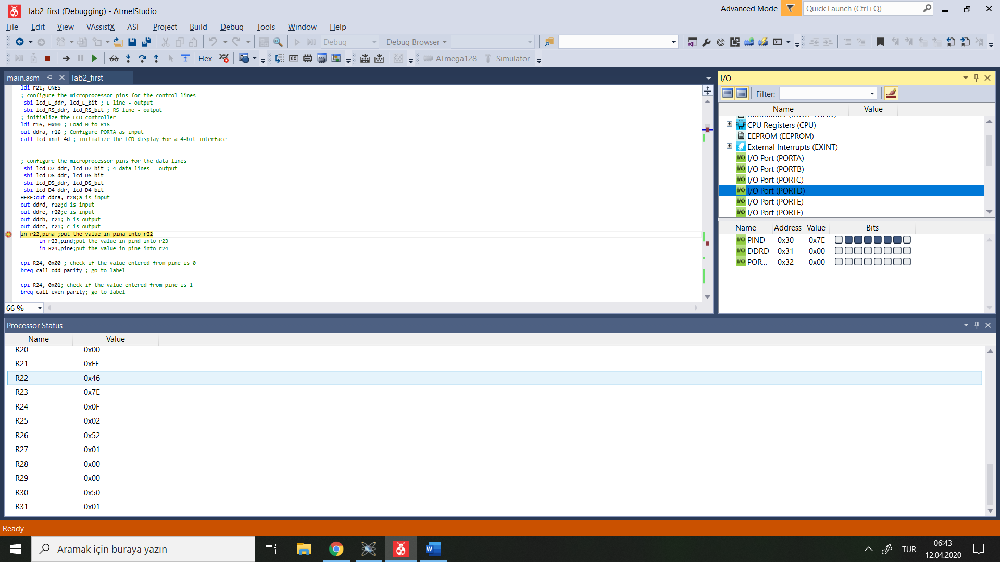 lab2_first (Debugging) - AtmelStudio
Advanced Mode
Quick Launch (Ctrl+Q)
File Edit View VAssistX ASF Project Build Debug Tools Window Help
Debug
Debug Browser
Hex
ATmega128
Simulator
main.asm
lab2_first
ldi r21, ONES
; configure the microprocessor pins for the control lines
sbi lcd_E_ddr, lcd_E_bit ; E line - output
sbi lcd_RS_ddr, lcd_RS_bit ; RS line - output
; initialize the LCD controller
ldi r16, 0x00 ; Load 0 to R16
out ddra, r16 ; Configure PORTA as input
call lcd_init_4d ; initialize the LCD display for a 4-bit interface
; configure the microprocessor pins for the data lines
sbi lcd_D7_ddr, lcd_D7_bit ; 4 data lines - output
sbi lcd_D6_ddr, lcd_D6_bit
sbi lcd_D5_ddr, lcd_D5_bit
sbi lcd_D4_ddr, lcd_D4_bit
HERE:out ddra, r20;a is input
out ddrd, r20;d is input
out ddre, r20;e is input
out ddrb, r21; b is output
out ddrc, r21; c is output
in r22,pina ;put the value in pina into r22
in r23,pind;put the value in pind into r23
in R24,pine;put the value in pine into r24
cpi R24, 0x00 ; check if the value entered from pine is 0
breq call_odd_parity ; go to label
cpi R24, 0x01; check if the value entered from pine is 1
breq call_even_parity; go to label
66 %
I/O
Filter:
Name Value
Bootloader (BOOT_LOAD)
CPU Registers (CPU)
EEPROM (EEPROM)
External Interrupts (EXINT)
I/O Port (PORTA)
I/O Port (PORTB)
I/O Port (PORTC)
I/O Port (PORTD)
I/O Port (PORTE)
I/O Port (PORTF)
Name Address Value Bits
PIND 0x30 0x7E
DDRD 0x31 0x00
POR... 0x32 0x00
Processor Status
Name Value
R20 0x00
R21 0xFF
R22 0x46
R23 0x7E
R24 0x0F
R25 0x02
R26 0x52
R27 0x01
R28 0x00
R29 0x00
R30 0x50
R31 0x01
Ready
Aramak için buraya yazın
TUR
06:43
12.04.2020